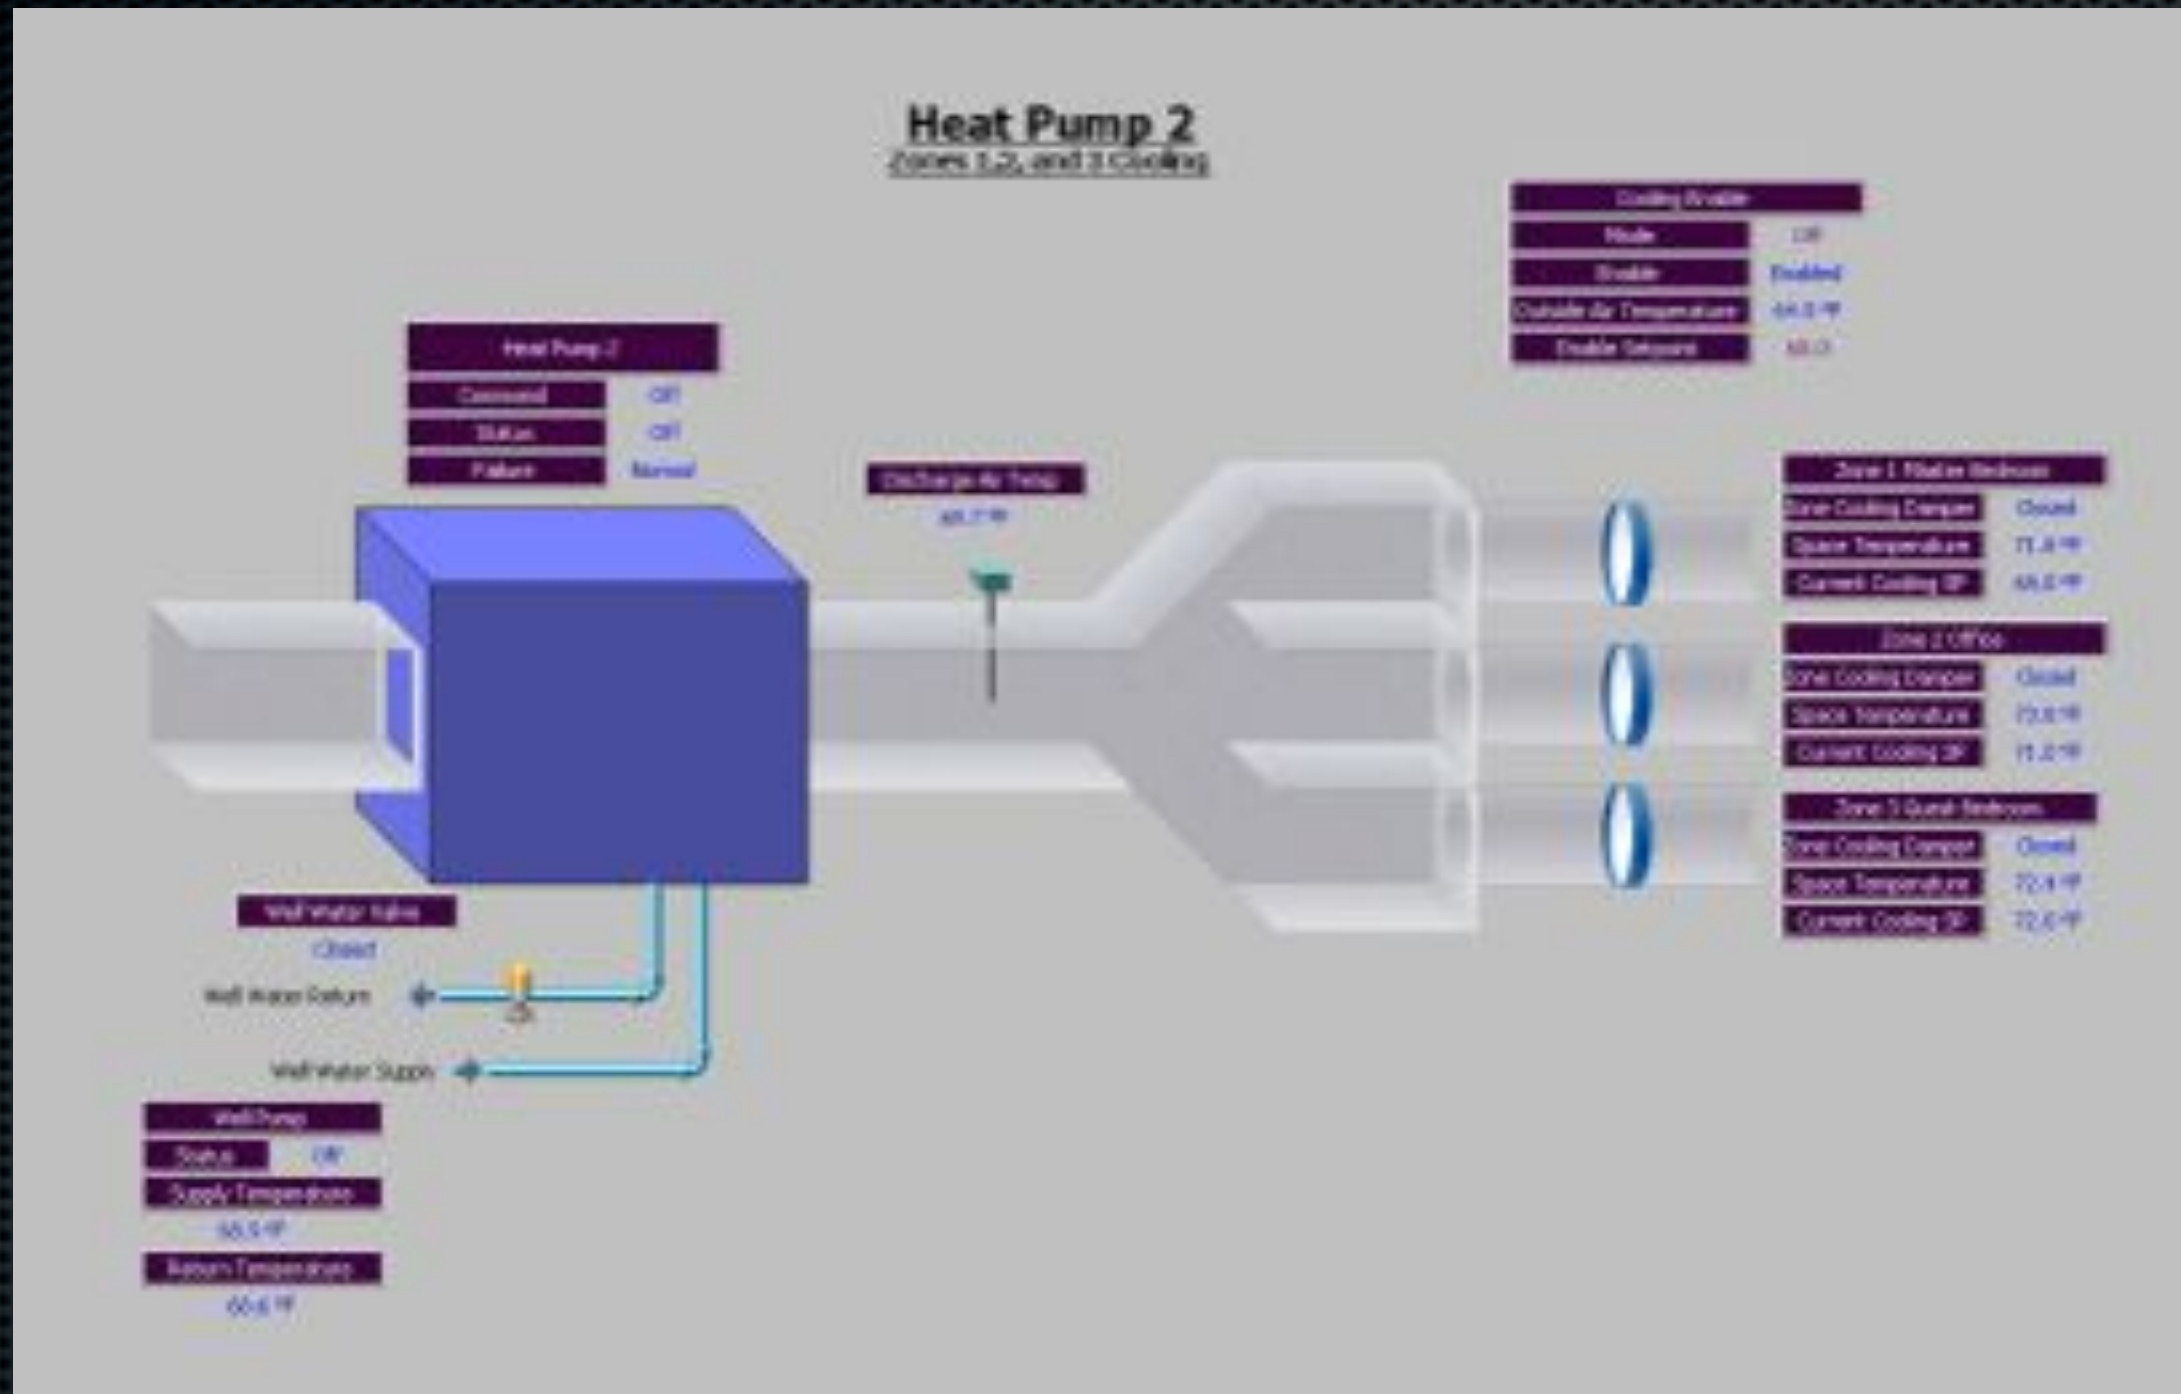 Heat Pump 2
Zones 1,2, and 3 Cooling
Cooling Enable
Mode
Enable Enabled
Outside Air Temperature
Enable Setpoint
Heat Pump 2
Command Off
Status Off
Failure Normal
Discharge Air Temp
Zone 1 Master Bedroom
Zone Cooling Damper Closed
Space Temperature
Current Cooling SP
Zone 2 Office
Zone Cooling Damper Closed
Space Temperature
Current Cooling SP
Zone 3 Guest Bedroom
Zone Cooling Damper Closed
Space Temperature 72.4 °F
Current Cooling SP
Well Water Valve
Closed
Well Water Return
Well Water Supply
Well Pump
Status Off
Supply Temperature
Return Temperature